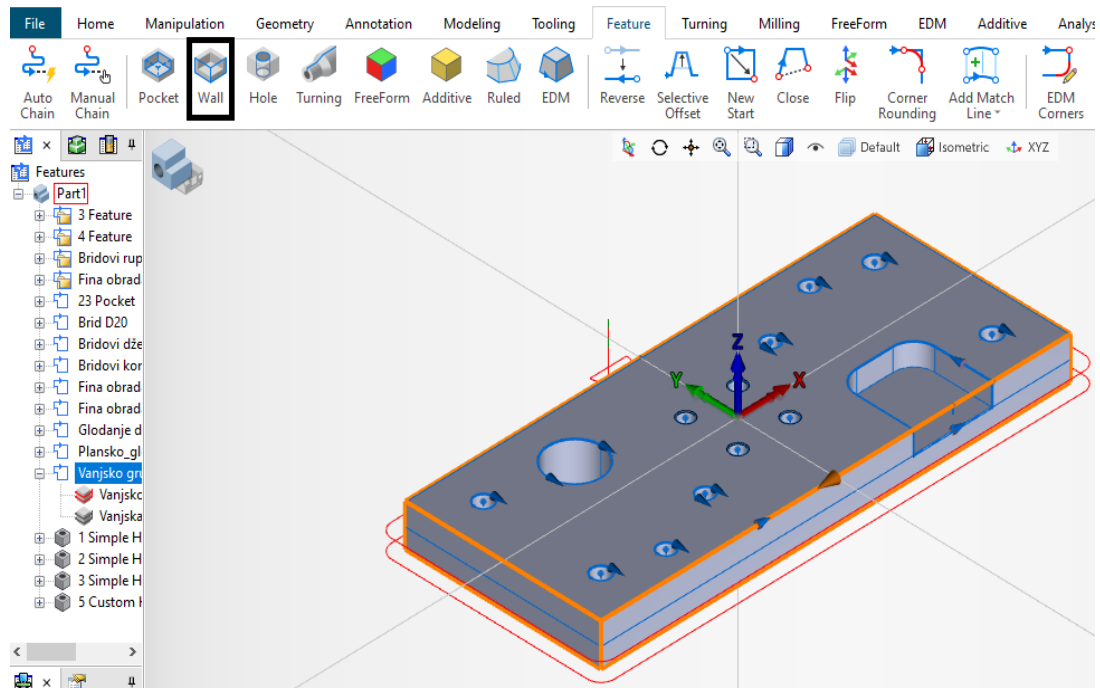 File Home Manipulation Geometry Annotation Modeling Tooling Feature Turning Milling FreeForm EDM Additive Analys
Auto Chain Manual Chain Pocket Wall Hole Turning FreeForm Additive Ruled EDM Reverse Selective Offset New Start Close Flip Corner Rounding Add Match Line EDM Corners
Default Isometric XYZ
Features
Part1
3 Feature
4 Feature
Bridovi rup
Fina obrad
23 Pocket
Brid D20
Bridovi dže
Bridovi kor
Fina obrad
Fina obrad
Glodanje d
Plansko_gl
Vanjsko gru
Vanjsko
Vanjska
1 Simple H
2 Simple H
3 Simple H
5 Custom H
Z
Y
X